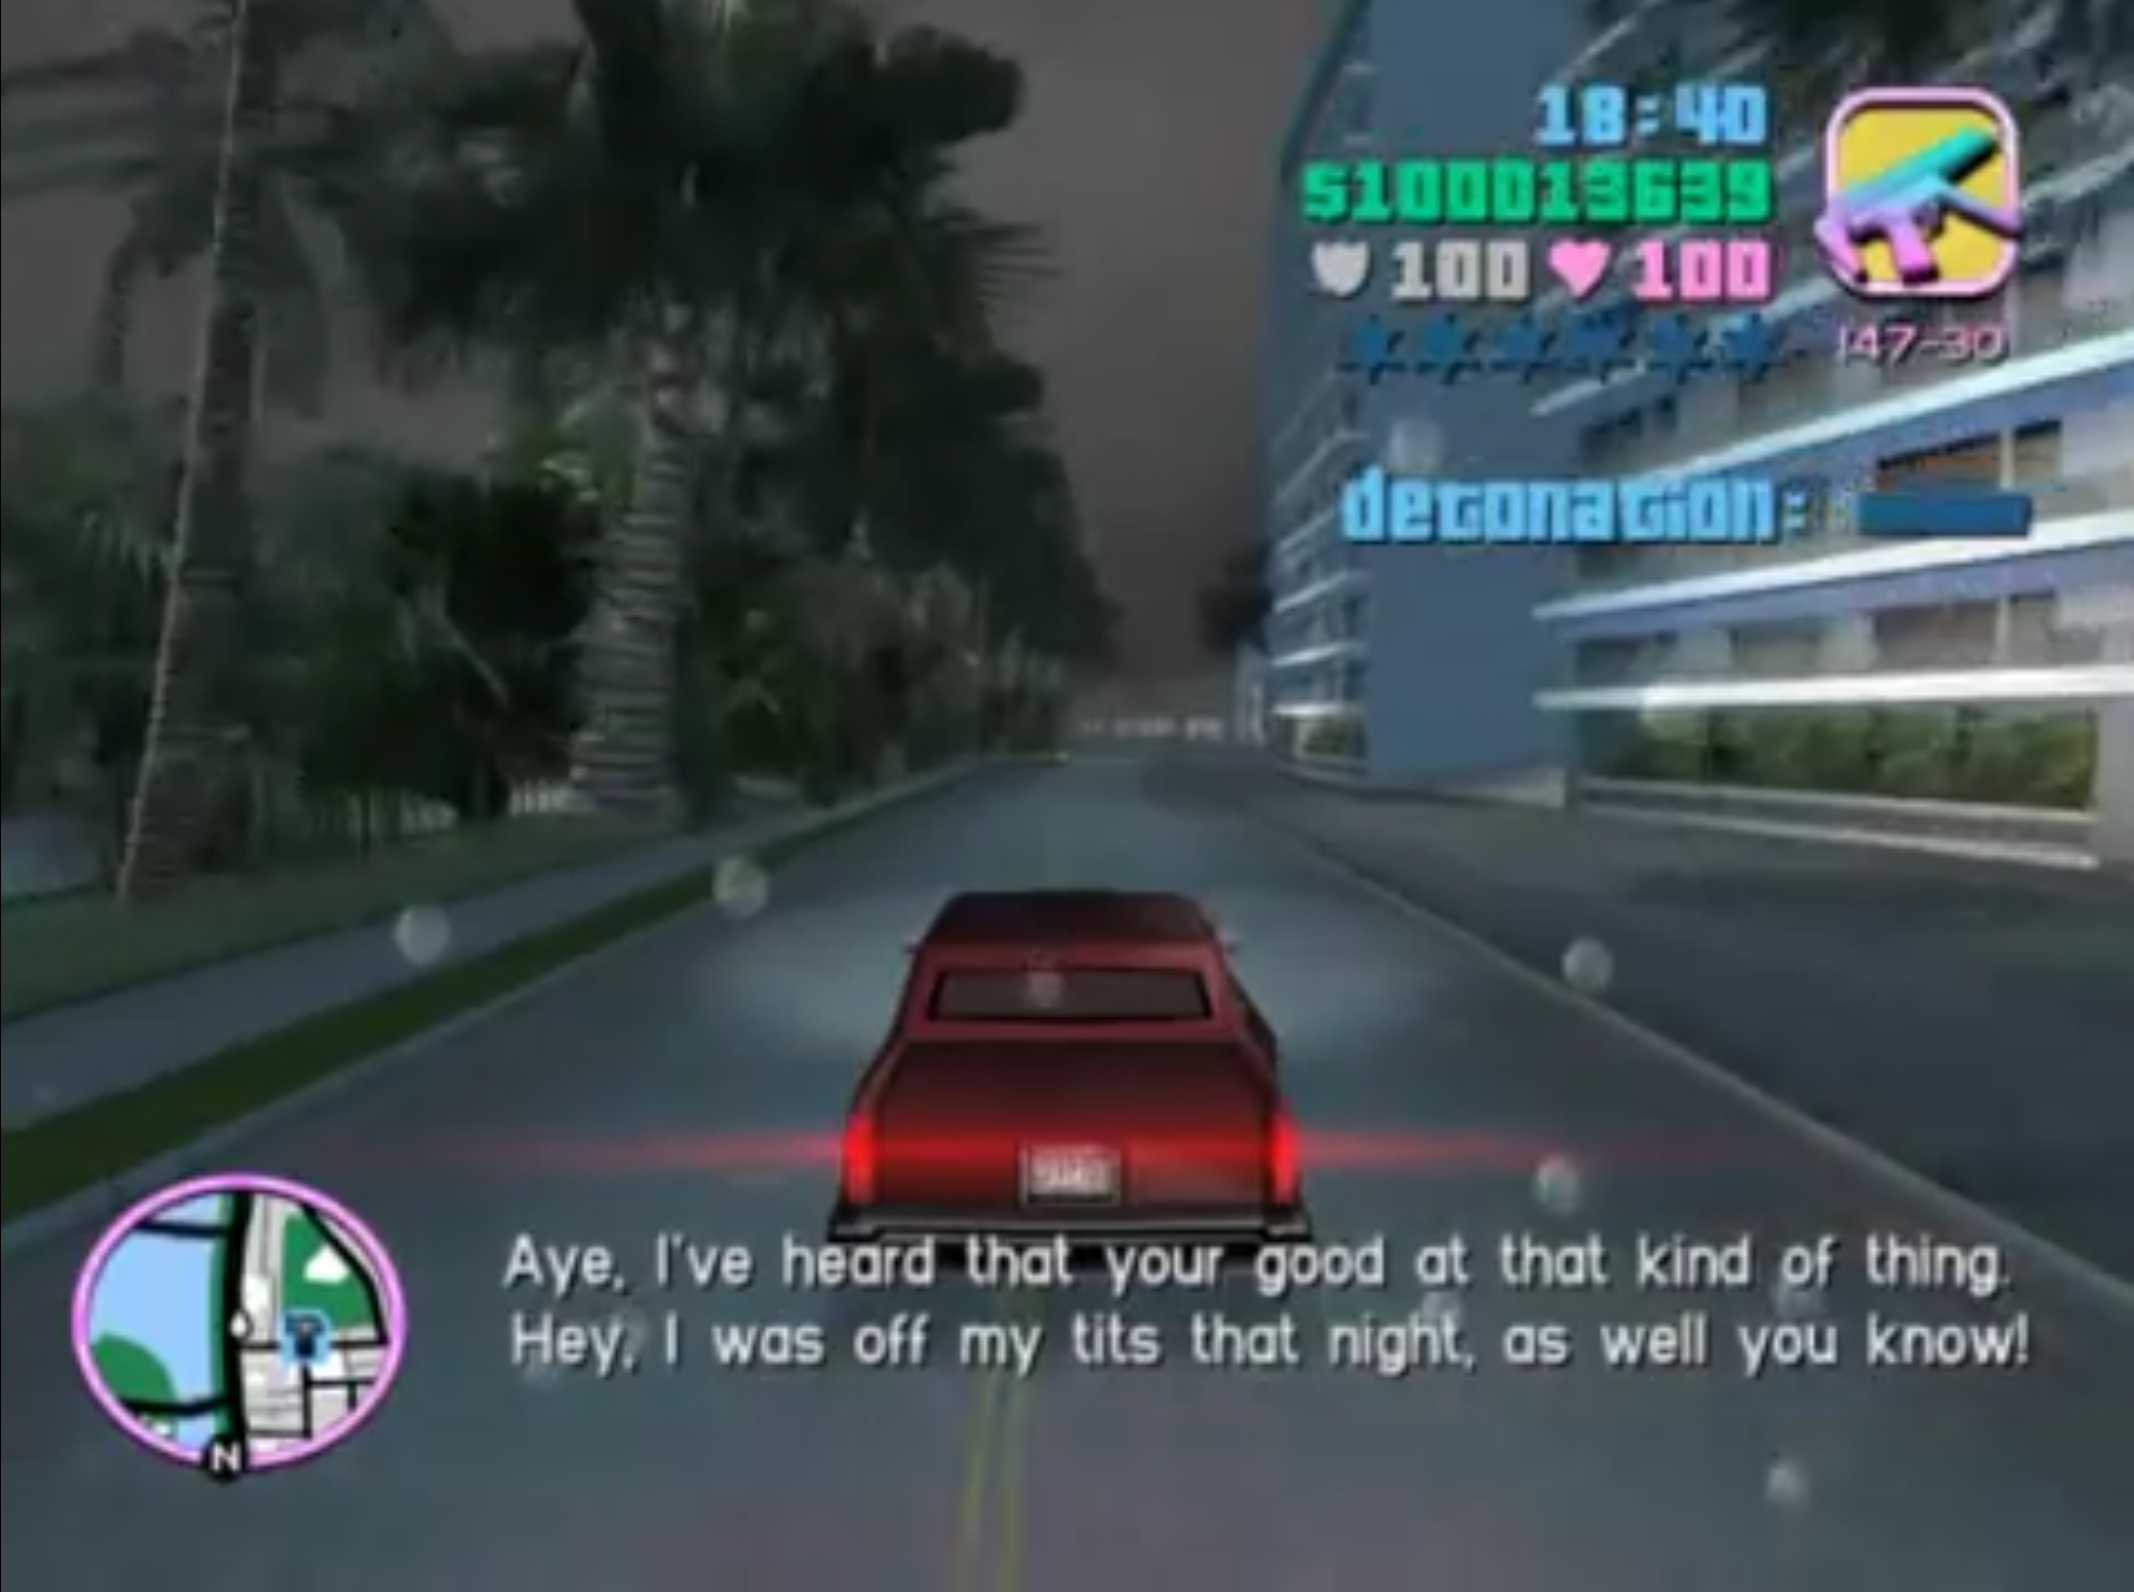 18:40
$100013639
100 100
147-30
detonation:
Aye, I've heard that your good at that kind of thing.
Hey, I was off my tits that night, as well you know!
N